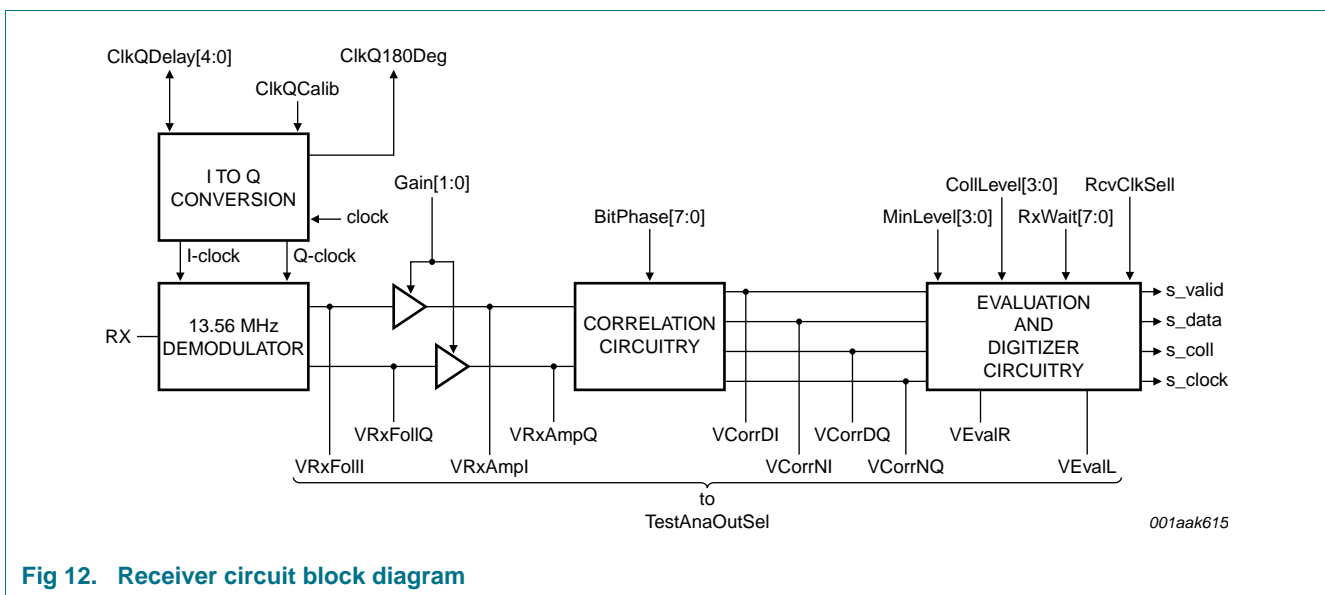 ClkQDelay[4:0]
ClkQ180Deg
ClkQCalib
I TO Q
CONVERSION
clock
I-clock
Q-clock
Gain[1:0]
BitPhase[7:0]
CollLevel[3:0]
RcvClkSelI
MinLevel[3:0]
RxWait[7:0]
RX
13.56 MHz
DEMODULATOR
CORRELATION
CIRCUITRY
EVALUATION
AND
DIGITIZER
CIRCUITRY
s_valid
s_data
s_coll
s_clock
VRxFollQ
VRxAmpQ
VCorrDI
VCorrDQ
VEvalR
VRxFollI
VRxAmpI
VCorrNI
VCorrNQ
VEvalL
to
TestAnaOutSel
001aak615
Fig 12. Receiver circuit block diagram